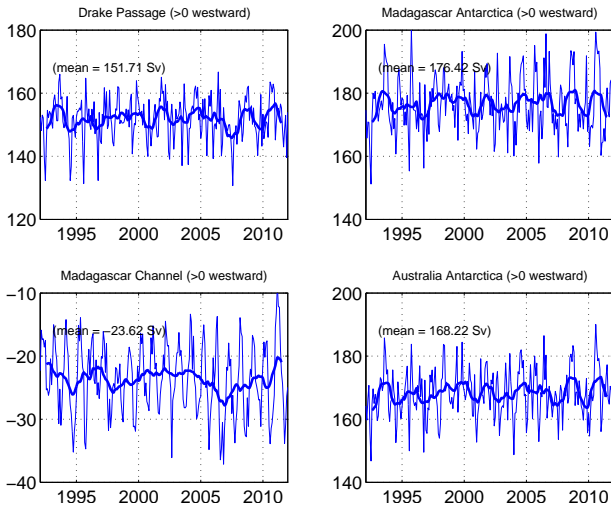 Drake Passage (>0 westward)
180
160
140
120
(mean = 151.71 Sv)
1995 2000 2005 2010
Madagascar Antarctica (>0 westward)
200
180
160
140
(mean = 176.42 Sv)
1995 2000 2005 2010
Madagascar Channel (>0 westward)
−10
−20
−30
−40
(mean = −23.62 Sv)
1995 2000 2005 2010
Australia Antarctica (>0 westward)
200
180
160
140
(mean = 168.22 Sv)
1995 2000 2005 2010